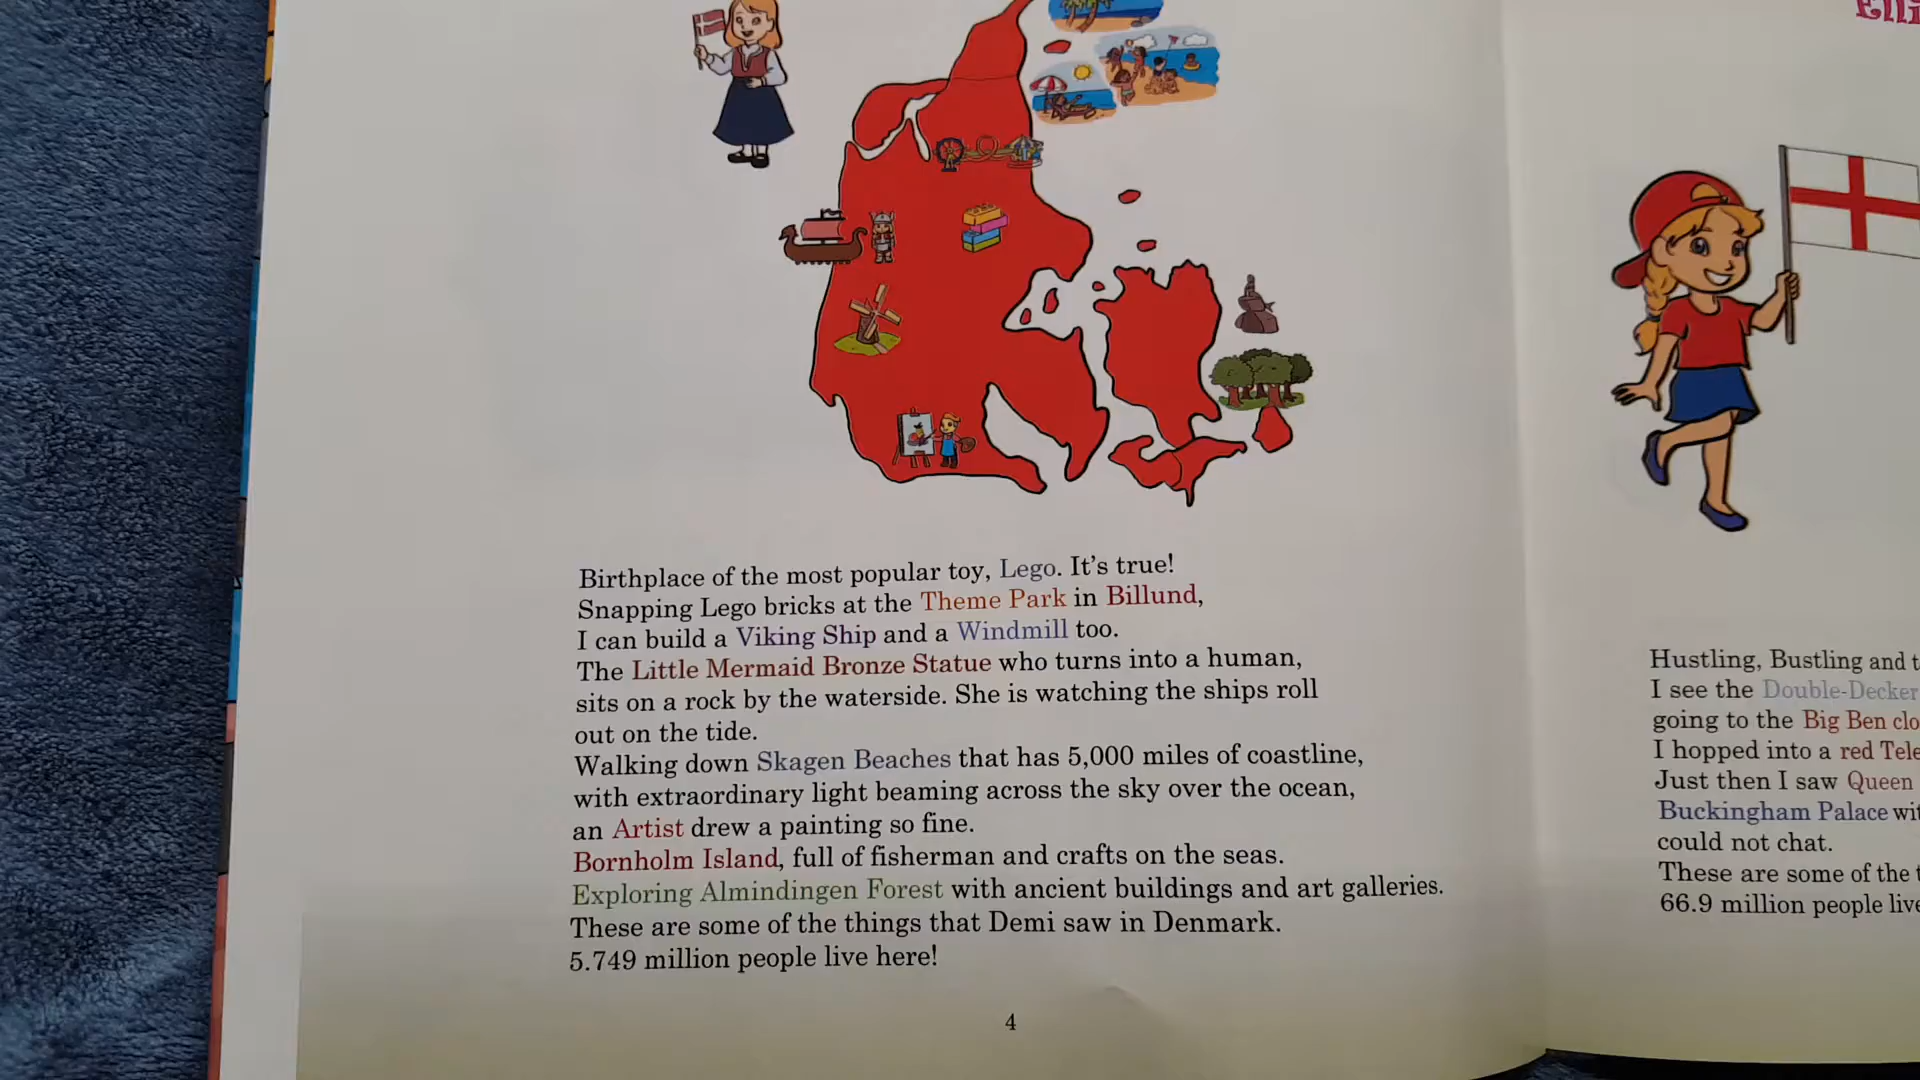 Birthplace of the most popular toy, Lego. It's true!
Snapping Lego bricks at the Theme Park in Billund,
I can build a Viking Ship and a Windmill too.
The Little Mermaid Bronze Statue who turns into a human,
sits on a rock by the waterside. She is watching the ships roll
out on the tide.
Walking down Skagen Beaches that has 5,000 miles of coastline,
with extraordinary light beaming across the sky over the ocean,
an Artist drew a painting so fine.
Bornholm Island, full of fisherman and crafts on the seas.
Exploring Almindingen Forest with ancient buildings and art galleries.
These are some of the things that Demi saw in Denmark.
5.749 million people live here!
4
Hustling, Bustling and
I see the Double-Decker
going to the Big Ben
I hopped into a red
Just then I saw Queen
Buckingham Palace
could not chat.
These are some of the
66.9 million people